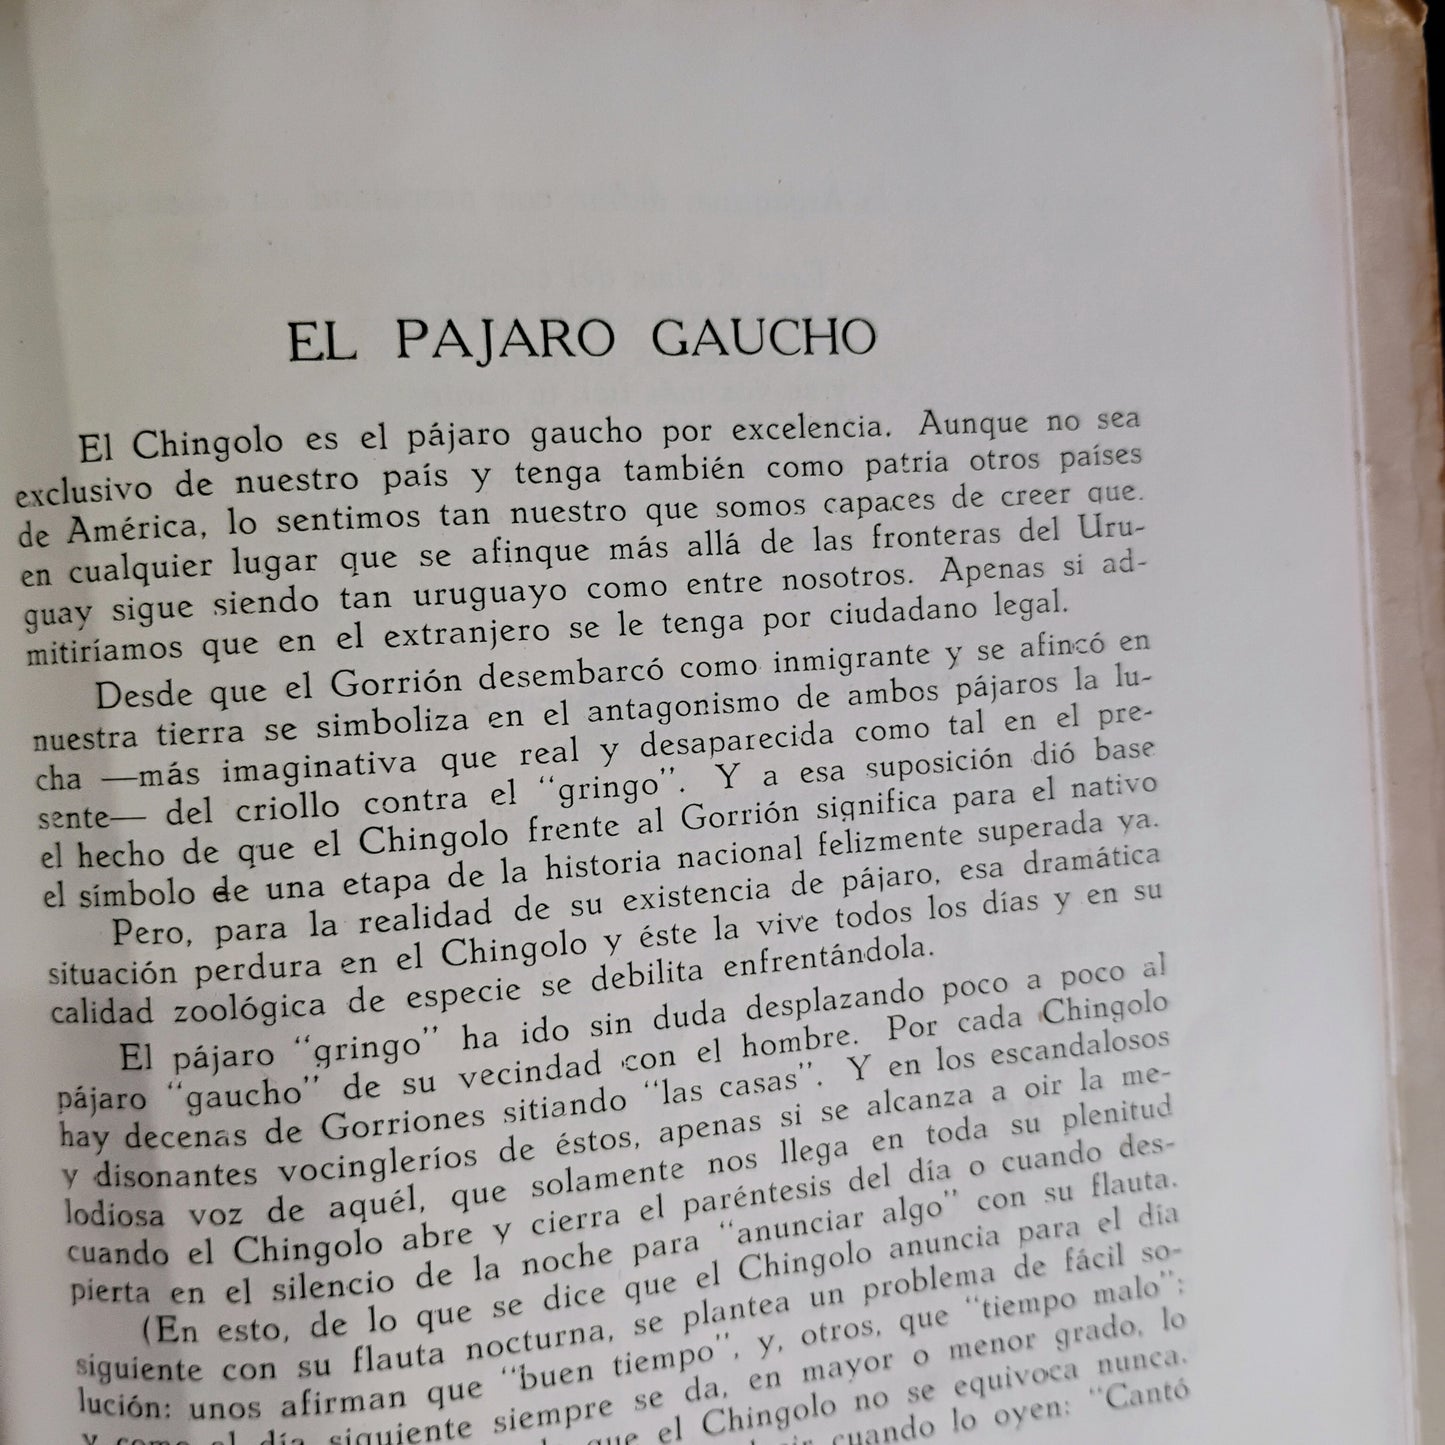 EL PAJARO GAUCHO
El Chingolo es el pájaro gaucho por excelencia. Aunque no sea
exclusivo de nuestro país y tenga también como patria otros países
de América, lo sentimos tan nuestro que somos capaces de creer que.
en cualquier lugar que se afinque más allá de las fronteras del Uru-
guay sigue siendo tan uruguayo como entre nosotros. Apenas si ad-
mitiríamos que en el extranjero se le tenga por ciudadano legal.
Desde que el Gorrión desembarcó como inmigrante y se afincó en
nuestra tierra se simboliza en el antagonismo de ambos pájaros la lu-
cha —más imaginativa que real y desaparecida como tal en el pre-
sente— del criollo contra el "gringo". Y a esa suposición dió base
el hecho de que el Chingolo frente al Gorrión significa para el nativo
el símbolo de una etapa de la historia nacional felizmente superada ya.
Pero, para la realidad de su existencia de pájaro, esa dramática
situación perdura en el Chingolo y éste la vive todos los días y en su
calidad zoológica de especie se debilita enfrentándola.
El pájaro "gringo" ha ido sin duda desplazando poco a poco al
pájaro "gaucho" de su vecindad con el hombre. Por cada Chingolo
hay decenas de Gorriones sitiando "las casas". Y en los escandalosos
y disonantes vocingleríos de éstos, apenas si se alcanza a oir la me-
lodiosa voz de aquél, que solamente nos llega en toda su plenitud
cuando el Chingolo abre y cierra el paréntesis del día o cuando des-
pierta en el silencio de la noche para "anunciar algo" con su flauta.
(En esto, de lo que se dice que el Chingolo anuncia para el día
siguiente con su flauta nocturna, se plantea un problema de fácil so-
lución: unos afirman que "buen tiempo", y, otros, que "tiempo malo";
y como el día siguiente siempre se da, en mayor o menor grado, lo
que el Chingolo no se equivoca nunca.
cuando lo oyen: "Cantó